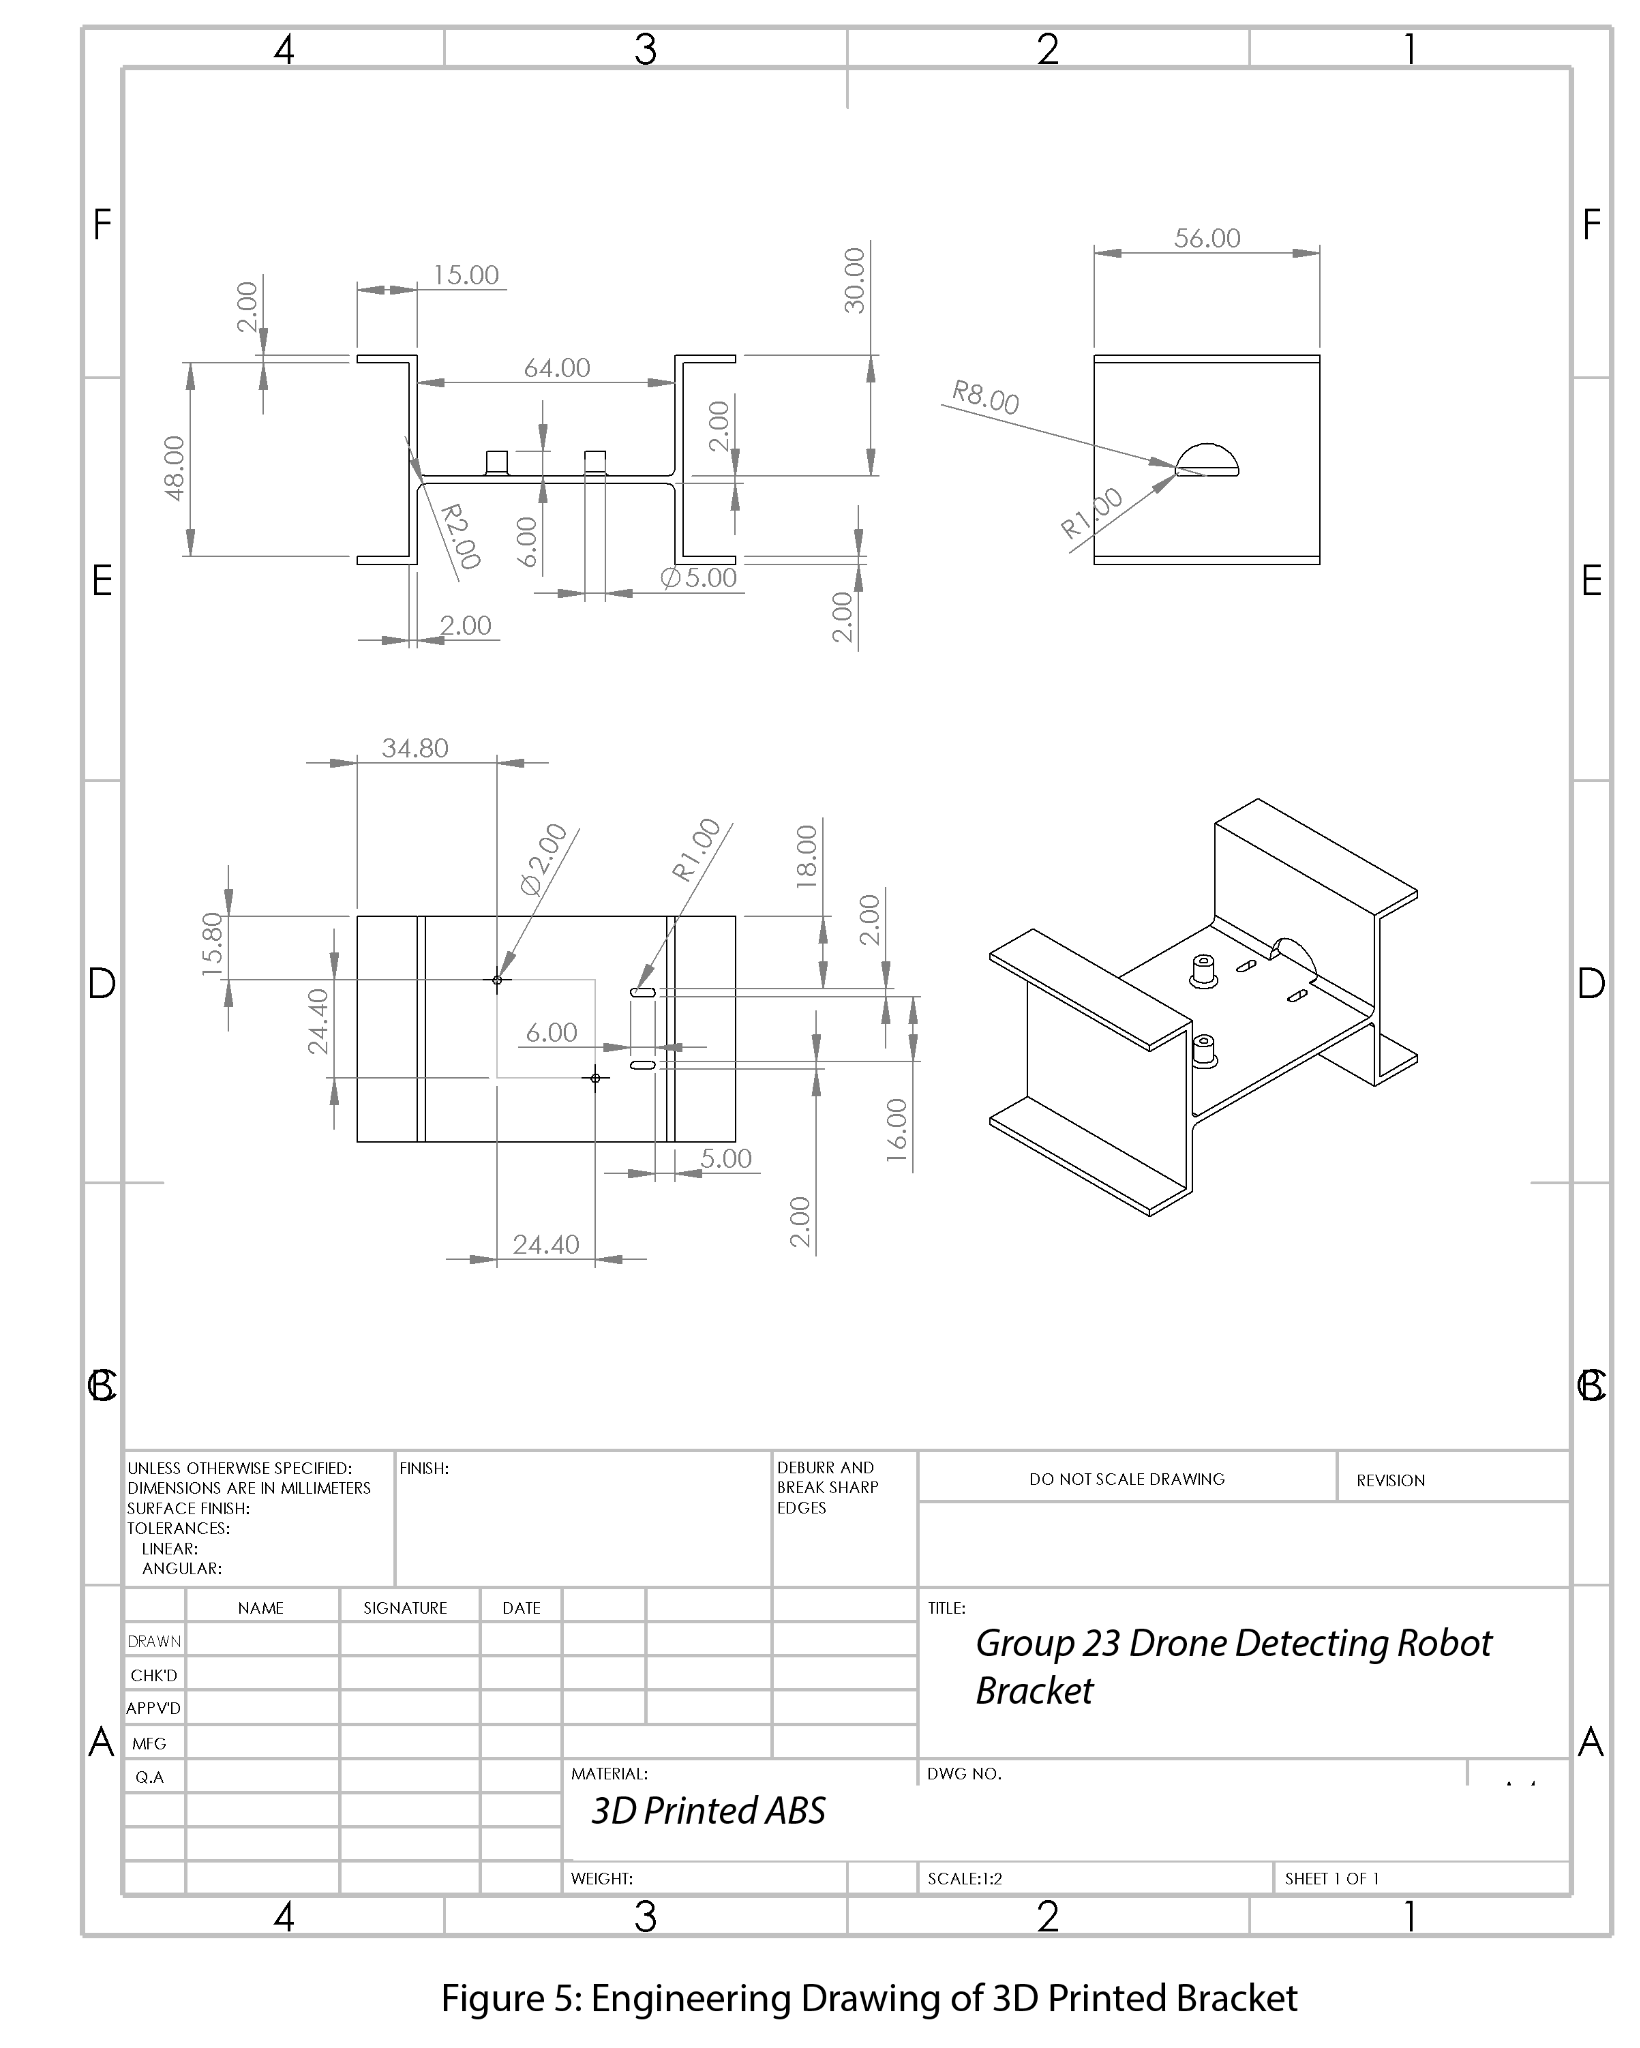 4 3 2 1
F F
56.00
15.00
30.00
2.00
64.00
R8.00
2.00
48.00
R1.00
R2.00
6.00
E E
Ø5.00
2.00
2.00
34.80
Ø2.00
R1.00
18.00
2.00
15.80
D D
24.40
6.00
16.00
5.00
2.00
24.40
C C
B B
UNLESS OTHERWISE SPECIFIED:
DIMENSIONS ARE IN MILLIMETERS
SURFACE FINISH:
TOLERANCES:
LINEAR:
ANGULAR:
FINISH:
DEBURR AND
BREAK SHARP
EDGES
DO NOT SCALE DRAWING
REVISION
NAME SIGNATURE DATE
DRAWN
CHK'D
APPV'D
MFG
Q.A
TITLE:
Group 23 Drone Detecting Robot
Bracket
A A
MATERIAL:
3D Printed ABS
DWG NO.
WEIGHT:
SCALE:1:2
SHEET 1 OF 1
4 3 2 1
Figure 5: Engineering Drawing of 3D Printed Bracket